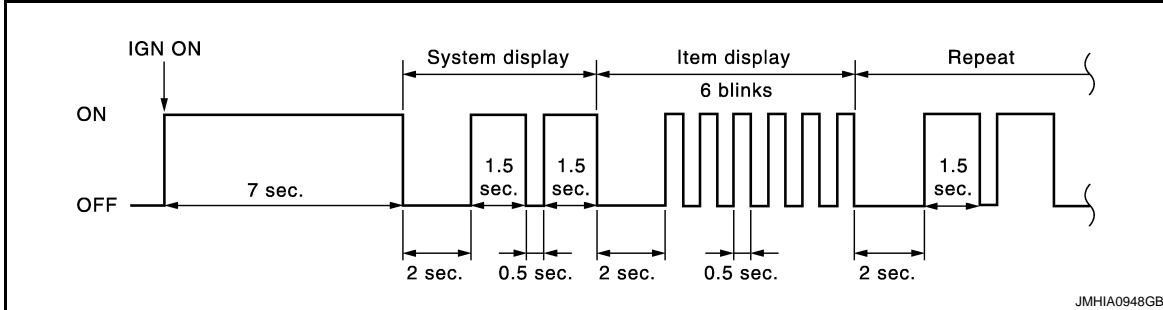 IGN ON
System display
Item display
Repeat
6 blinks
ON
1.5
sec.
1.5
sec.
1.5
sec.
7 sec.
OFF
2 sec.
0.5 sec.
2 sec.
0.5 sec.
2 sec.
JMHIA0948GB